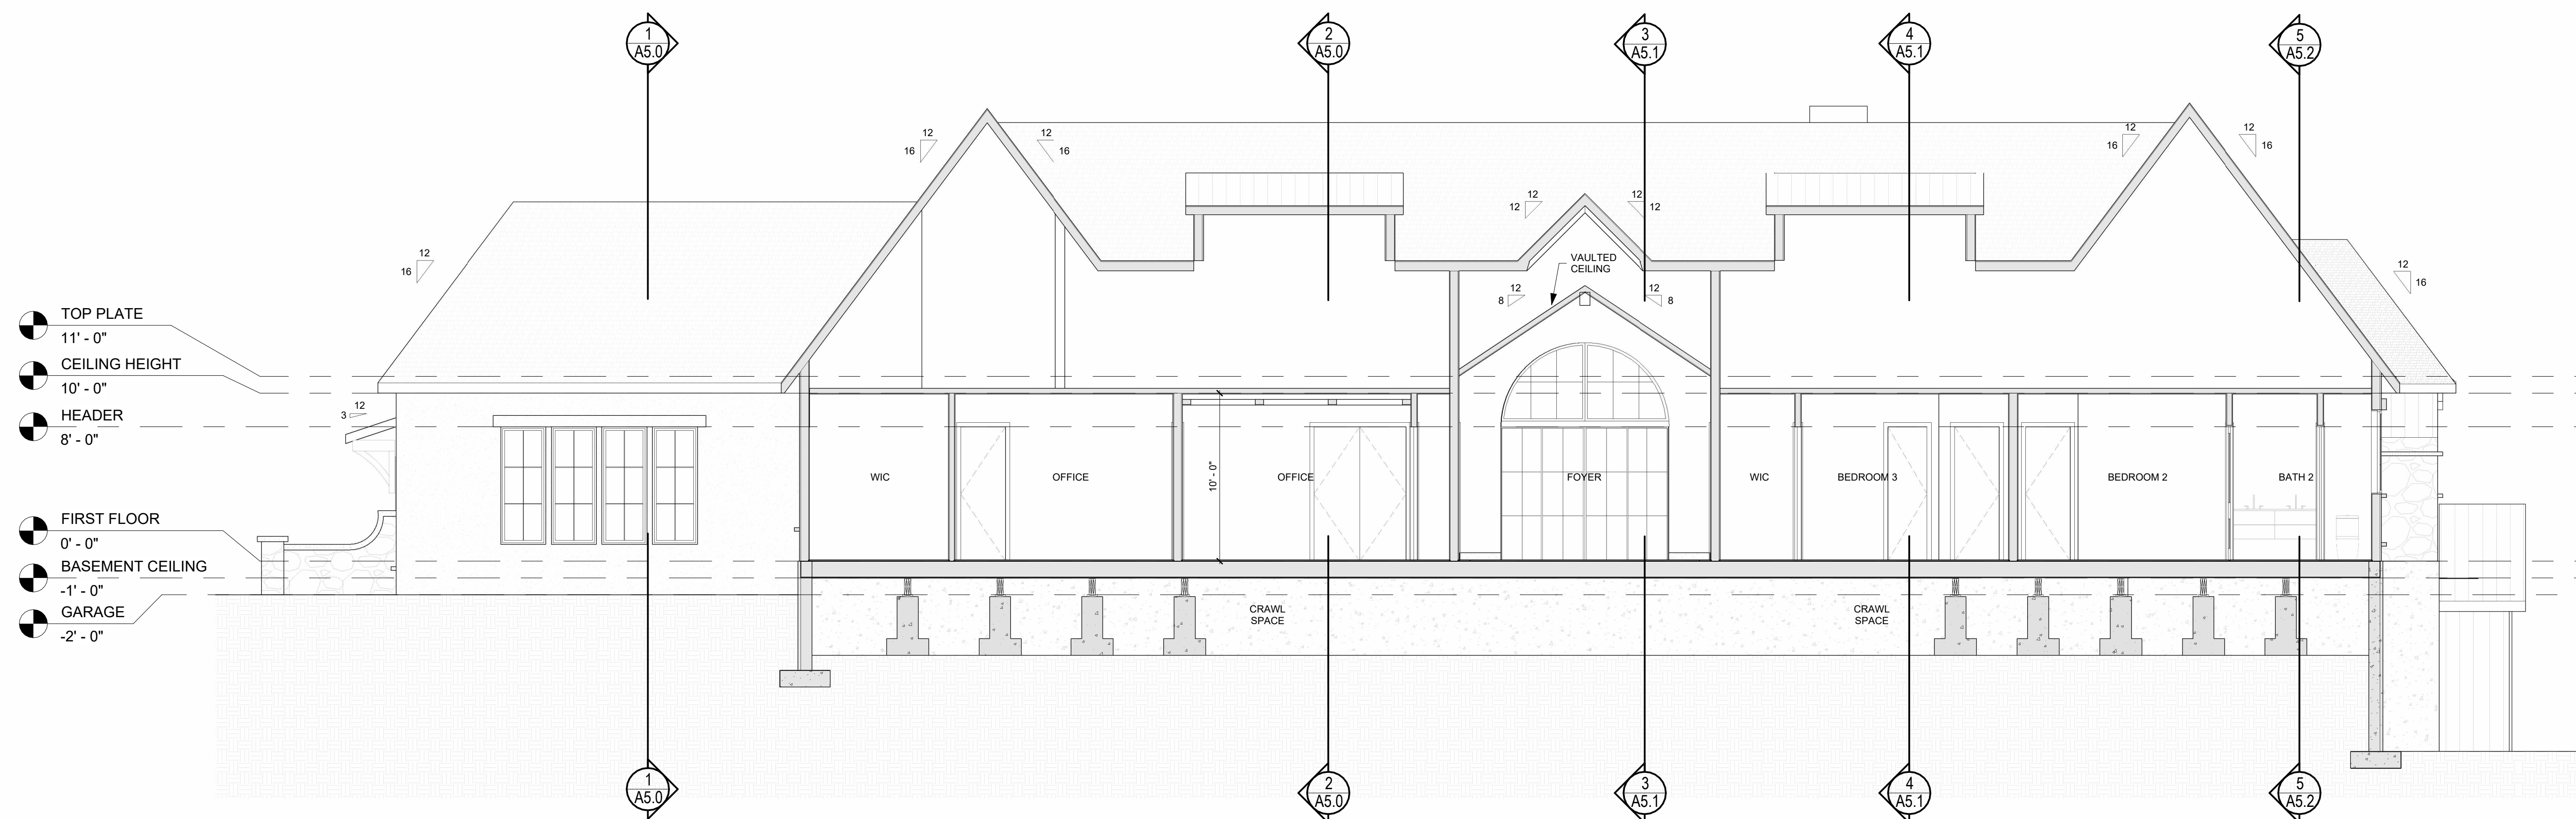 1
A5.0
2
A5.0
3
A5.1
4
A5.1
5
A5.2
12
16
12
16
12
16
12
16
12
12
12
12
12
16
12
16
VAULTED
CEILING
12
8
12
8
TOP PLATE
11' - 0"
CEILING HEIGHT
10' - 0"
HEADER
8' - 0"
12
3
FIRST FLOOR
0' - 0"
BASEMENT CEILING
-1' - 0"
GARAGE
-2' - 0"
WIC
OFFICE
10' - 0"
OFFICE
FOYER
WIC
BEDROOM 3
BEDROOM 2
BATH 2
CRAWL
SPACE
CRAWL
SPACE
1
A5.0
2
A5.0
3
A5.1
4
A5.1
5
A5.2